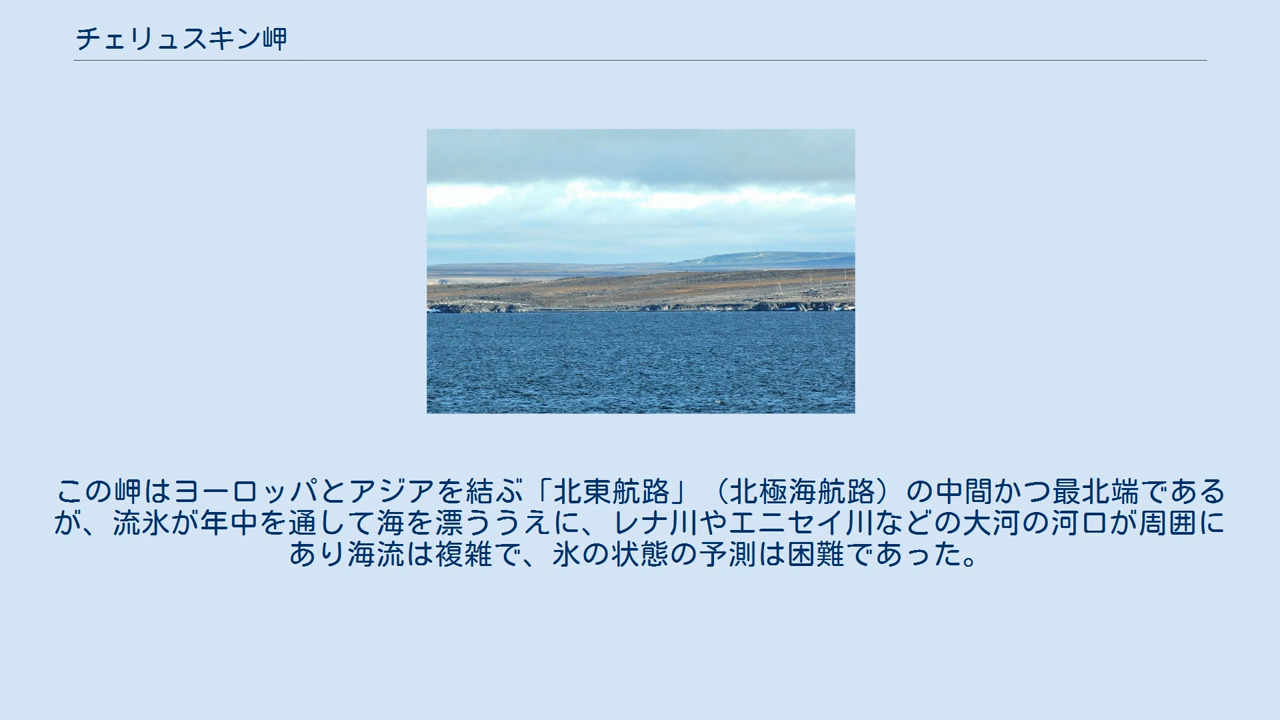 チェリュスキン岬
この岬はヨーロッパとアジアを結ぶ「北東航路」（北極海航路）の中間かつ最北端である
が、流氷が年中を通して海を漂ううえに、レナ川やエニセイ川などの大河の河口が周囲に
あり海流は複雑で、氷の状態の予測は困難であった。